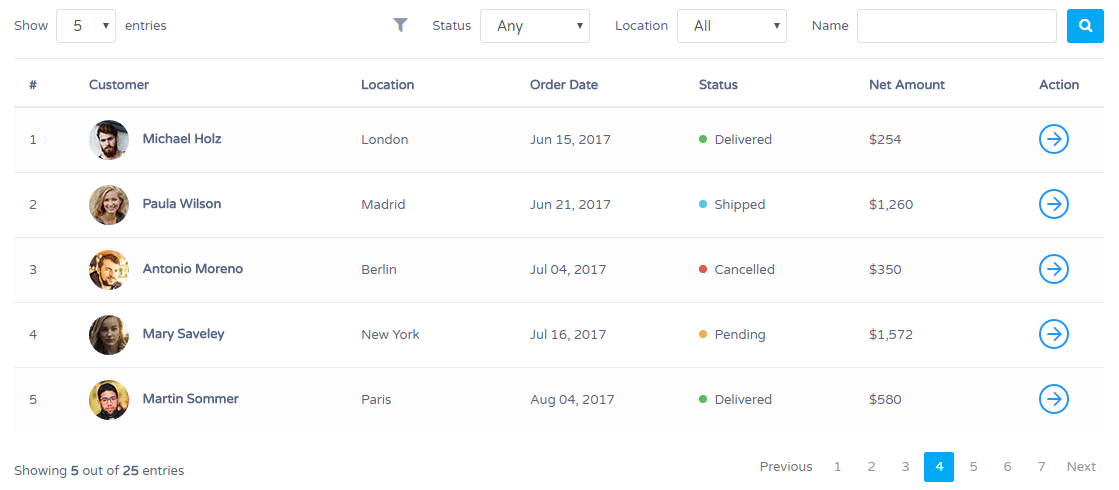 Show 5 entries Status Any Location All Name
# Customer Location Order Date Status Net Amount Action
1 Michael Holz London Jun 15, 2017 Delivered $254
2 Paula Wilson Madrid Jun 21, 2017 Shipped $1,260
3 Antonio Moreno Berlin Jul 04, 2017 Cancelled $350
4 Mary Saveley New York Jul 16, 2017 Pending $1,572
5 Martin Sommer Paris Aug 04, 2017 Delivered $580
Showing 5 out of 25 entries Previous 1 2 3 4 5 6 7 Next